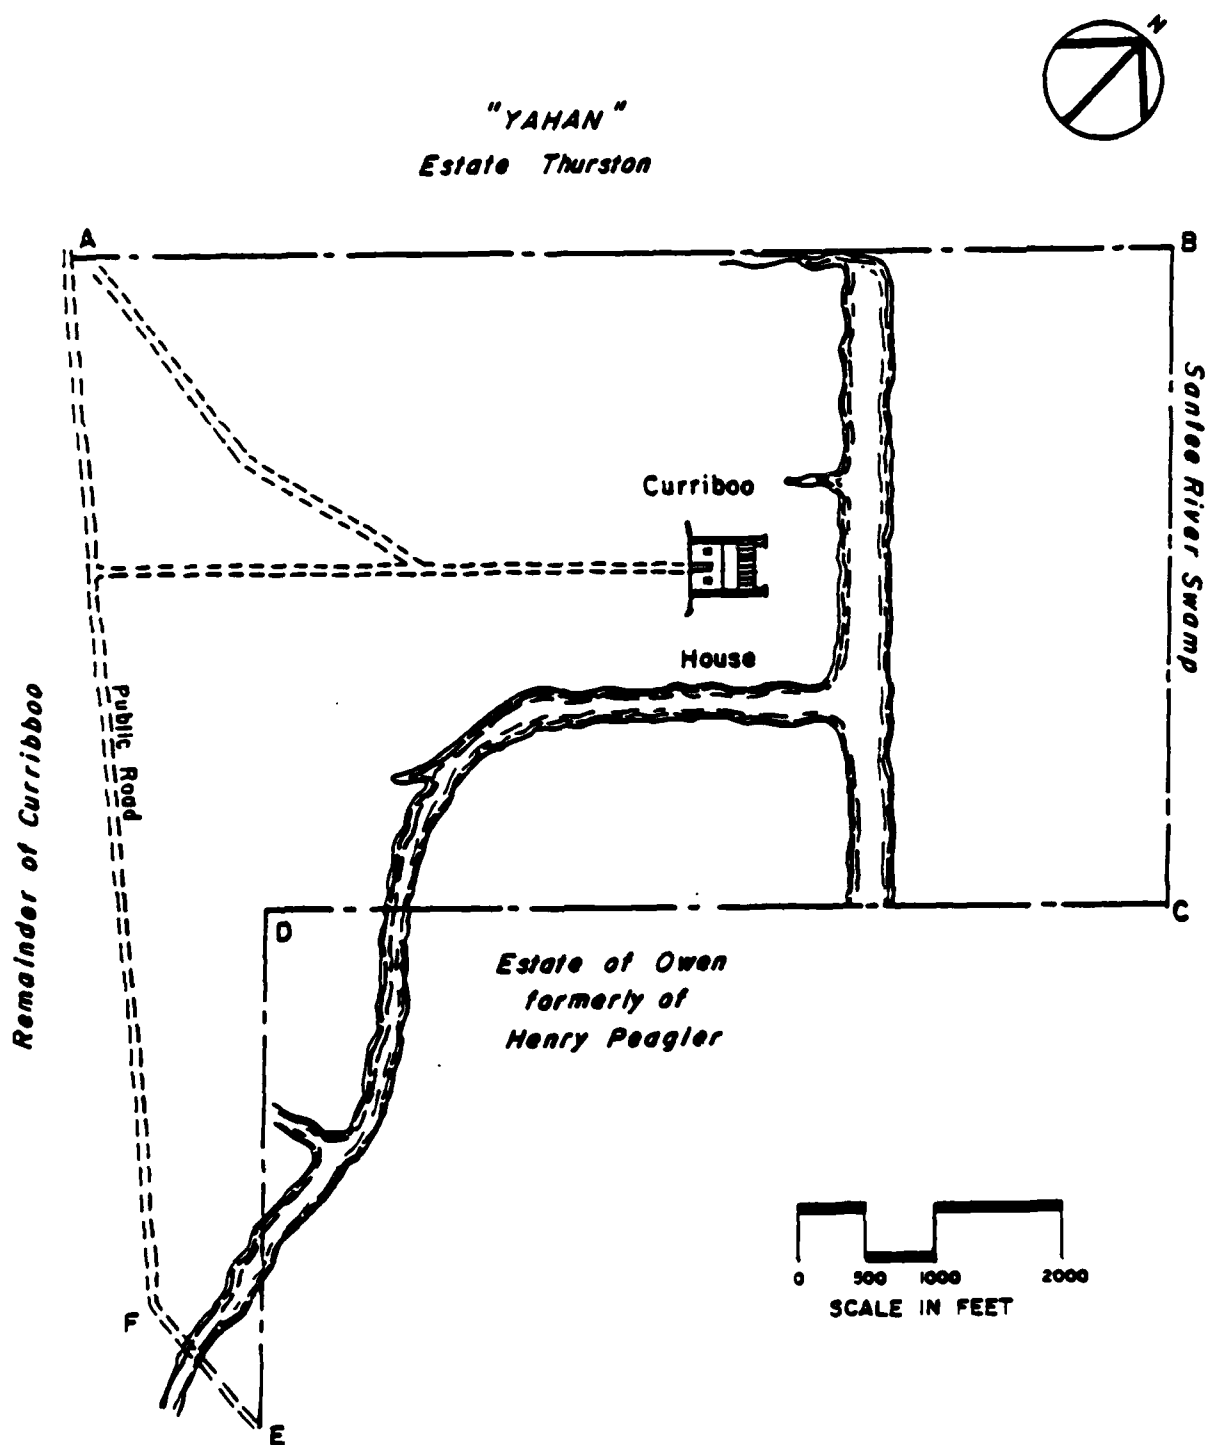 N
"YAHAN"
Estate Thurston
A
B
Santee River Swamp
Curriboo
House
Public Road
Remainder of Curribboo
C
D
Estate of Owen
formerly of
Henry Peagler
0 500 1000 2000
SCALE IN FEET
F
E